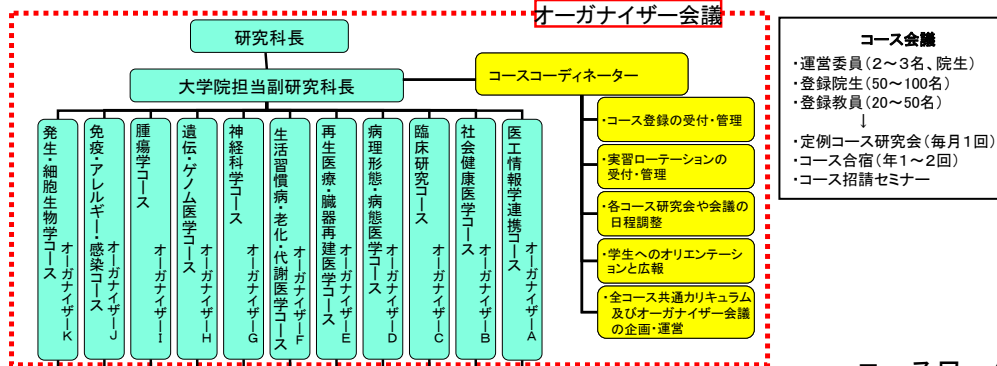 オーガナイザー会議
研究科長
大学院担当副研究科長
コースコーディネーター
発生・細胞生物学コース
オーガナイザーK
免疫・アレルギー・感染コース
オーガナイザーJ
腫瘍学コース
オーガナイザーI
遺伝・ゲノム医学コース
オーガナイザーH
神経科学コース
オーガナイザーG
生活習慣病・老化・代謝医学コース
オーガナイザーF
再生医療・臓器再建医学コース
オーガナイザーE
病理形態・病態医学コース
オーガナイザーD
臨床研究コース
オーガナイザーC
社会健康医学コース
オーガナイザーB
医工情報学連携コース
オーガナイザーA
・コース登録の受付・管理
・実習ローテーションの
受付・管理
・各コース研究会や会議の
日程調整
・学生へのオリエンテーシ
ョンと広報
・全コース共通カリキュラム
及びオーガナイザー会議
の企画・運営
コース会議
・運営委員(2～3名、院生)
・登録院生(50～100名)
・登録教員(20～50名)
↓
・定例コース研究会(毎月1回)
・コース合宿(年1～2回)
・コース招請セミナー